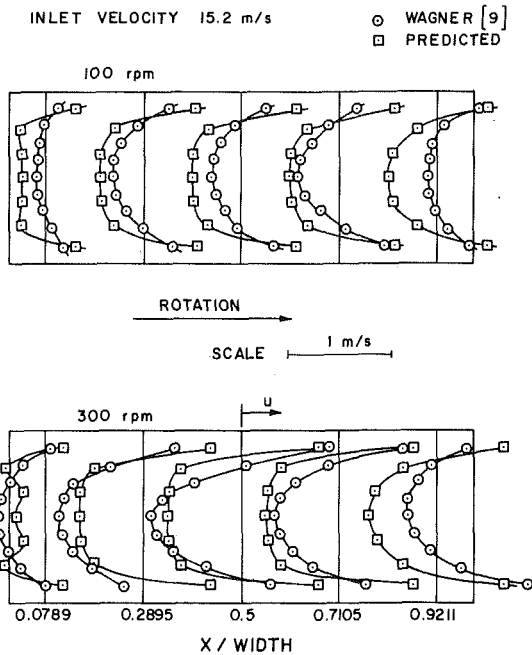 INLET VELOCITY 15.2 m/s
WAGNER [9]
PREDICTED
100 rpm
ROTATION
SCALE 1 m/s
u
300 rpm
0.0789 0.2895 0.5 0.7105 0.9211
X / WIDTH